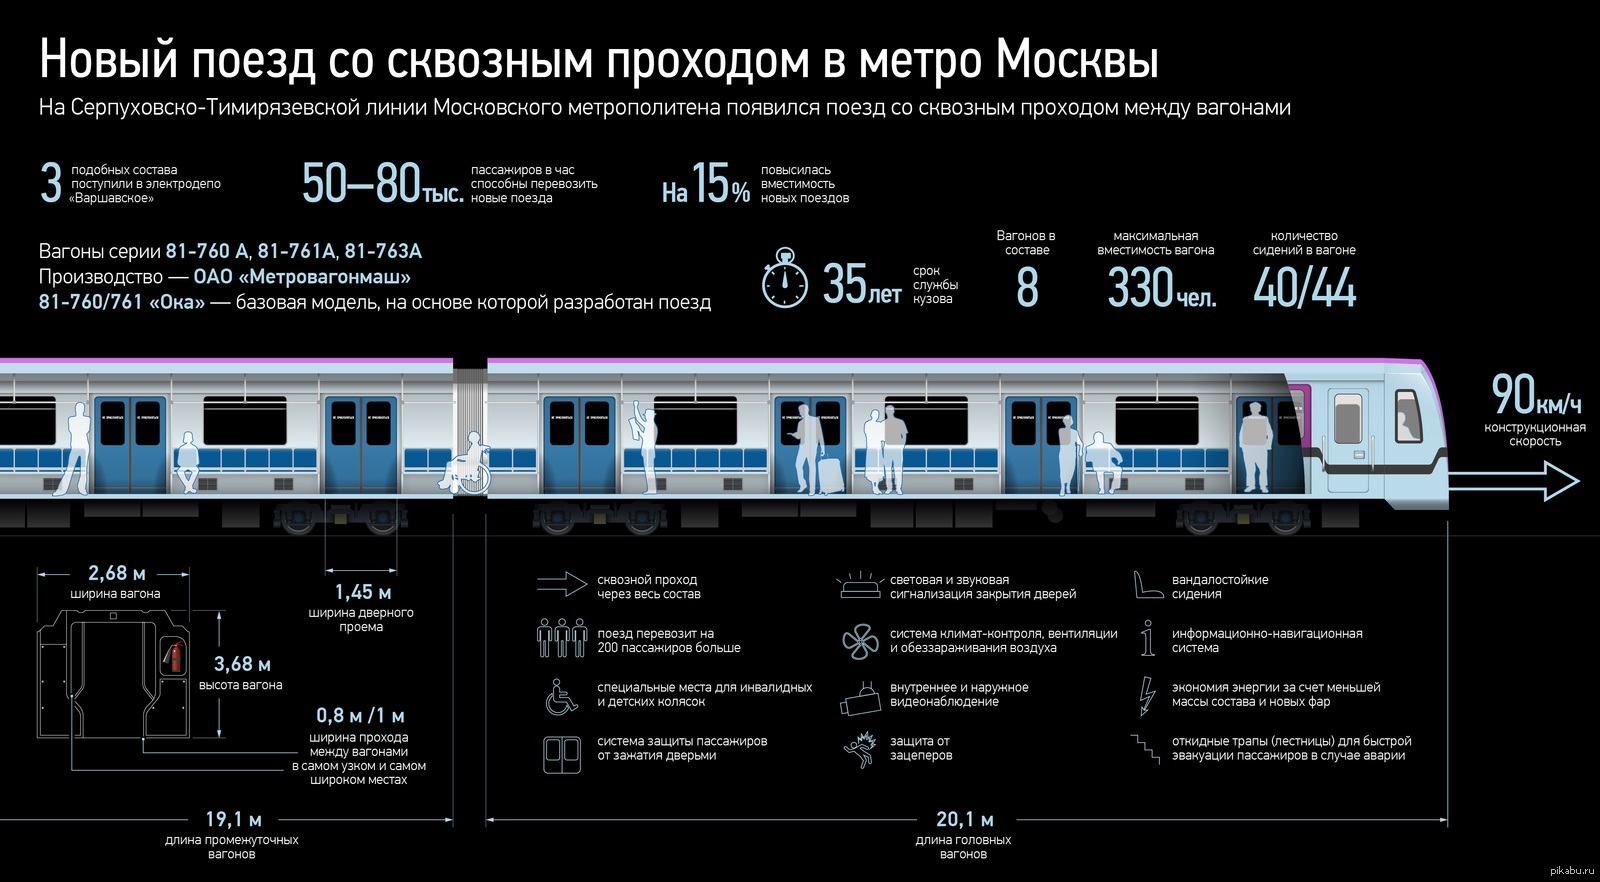 Новый поезд со сквозным проходом в метро Москвы
На Серпуховско-Тимирязевской линии Московского метрополитена появился поезд со сквозным проходом между вагонами
3
подобных состава
поступили в электродепо
«Варшавское»
50–80 тыс.
пассажиров в час
способны перевозить
новые поезда
На 15 %
повысилась
вместимость
новых поездов
Вагоны серии 81-760 А, 81-761А, 81-763А
Производство — ОАО «Метровагонмаш»
81-760/761 «Ока» — базовая модель, на основе которой разработан поезд
35 лет
срок
службы
кузова
Вагонов в
составе
8
максимальная
вместимость вагона
330 чел.
количество
сидений в вагоне
40/44
90 км/ч
конструкционная
скорость
2,68 м
ширина вагона
3,68 м
высота вагона
0,8 м /1 м
ширина прохода
между вагонами
в самом узком и самом
широком местах
1,45 м
ширина дверного
проема
сквозной проход
через весь состав
поезд перевозит на
200 пассажиров больше
специальные места для инвалидных
и детских колясок
система защиты пассажиров
от зажатия дверьми
световая и звуковая
сигнализация закрытия дверей
система климат-контроля, вентиляции
и обеззараживания воздуха
внутреннее и наружное
видеонаблюдение
защита от
зацеперов
вандалостойкие
сидения
информационно-навигационная
система
экономия энергии за счет меньшей
массы состава и новых фар
откидные трапы (лестницы) для быстрой
эвакуации пассажиров в случае аварии
19,1 м
длина промежуточных
вагонов
20,1 м
длина головных
вагонов
pikabu.ru